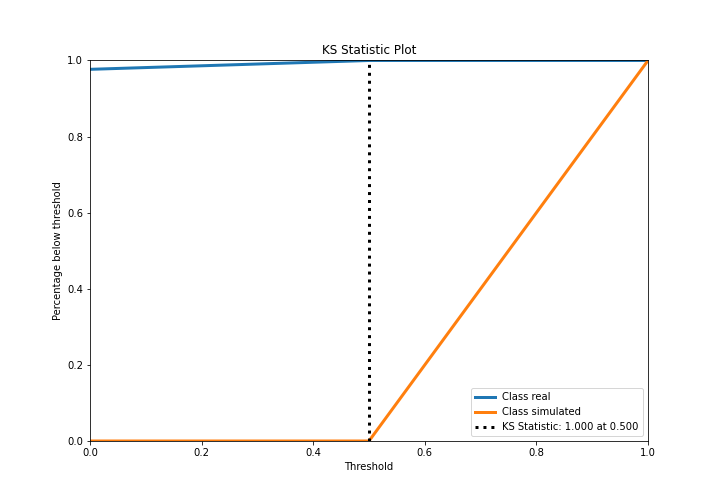 KS Statistic Plot
1.0
0.8
0.6
0.4
0.2
0.0
Percentage below threshold
0.0 0.2 0.4 0.6 0.8 1.0
Threshold
Class real
Class simulated
KS Statistic: 1.000 at 0.500